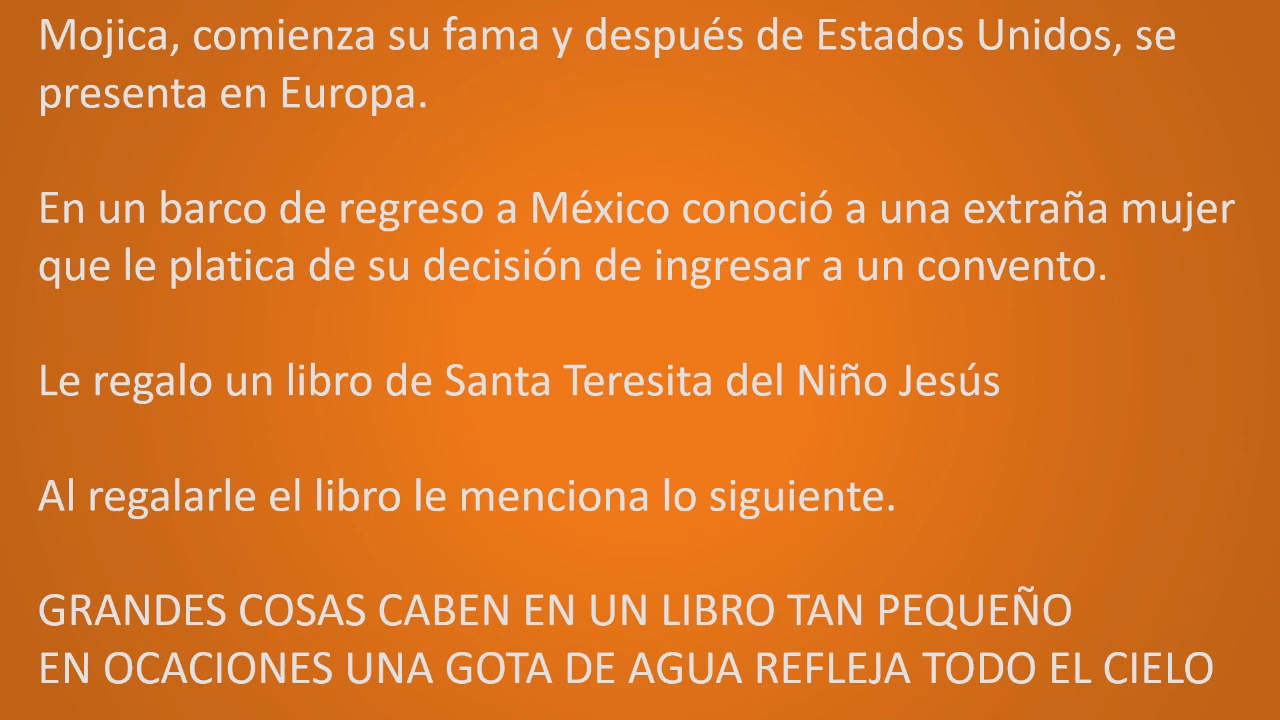 Mojica, comienza su fama y después de Estados Unidos, se
presenta en Europa.
En un barco de regreso a México conoció a una extraña mujer
que le platica de su decisión de ingresar a un convento.
Le regalo un libro de Santa Teresita del Niño Jesús
Al regalarle el libro le menciona lo siguiente.
GRANDES COSAS CABEN EN UN LIBRO TAN PEQUEÑO
EN OCACIONES UNA GOTA DE AGUA REFLEJA TODO EL CIELO